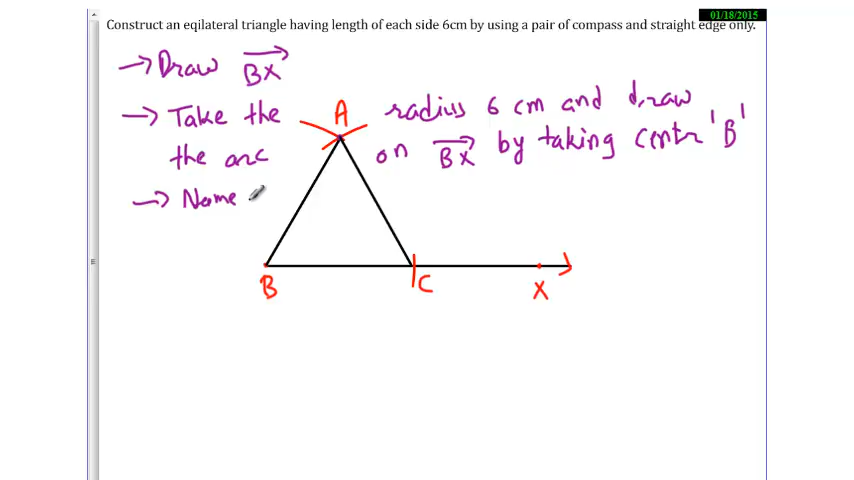 01/18/2015
Construct an eqilateral triangle having length of each side 6cm by using a pair of compass and straight edge only.
→ Draw BX
→ Take the radius 6 cm and draw
the arc on BX by taking centr 'B'
→ Name
A
B
C
X